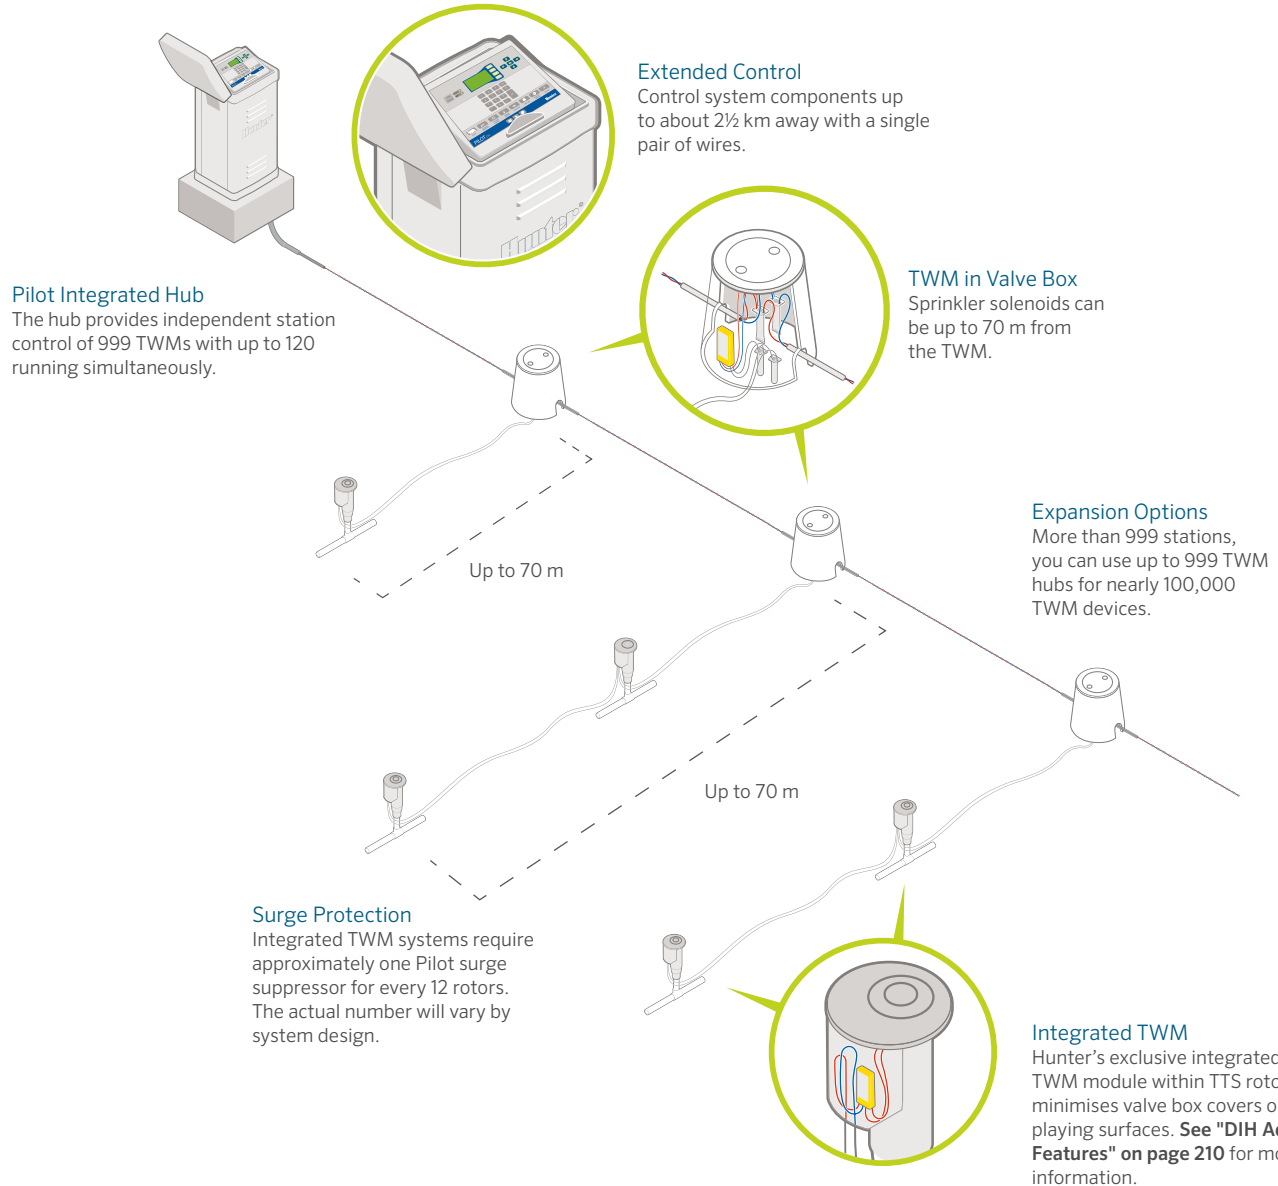 Extended Control
Control system components up
to about 2½ km away with a single
pair of wires.
Pilot Integrated Hub
The hub provides independent station
control of 999 TWMs with up to 120
running simultaneously.
TWM in Valve Box
Sprinkler solenoids can
be up to 70 m from
the TWM.
Hunter
Expansion Options
More than 999 stations,
you can use up to 999 TWM
hubs for nearly 100,000
TWM devices.
Up to 70 m
Up to 70 m
Surge Protection
Integrated TWM systems require
approximately one Pilot surge
suppressor for every 12 rotors.
The actual number will vary by
system design.
Integrated TWM
Hunter's exclusive integrated
TWM module within TTS
minimises valve box covers
playing surfaces. See "DIH
Features" on page 210 for
information.